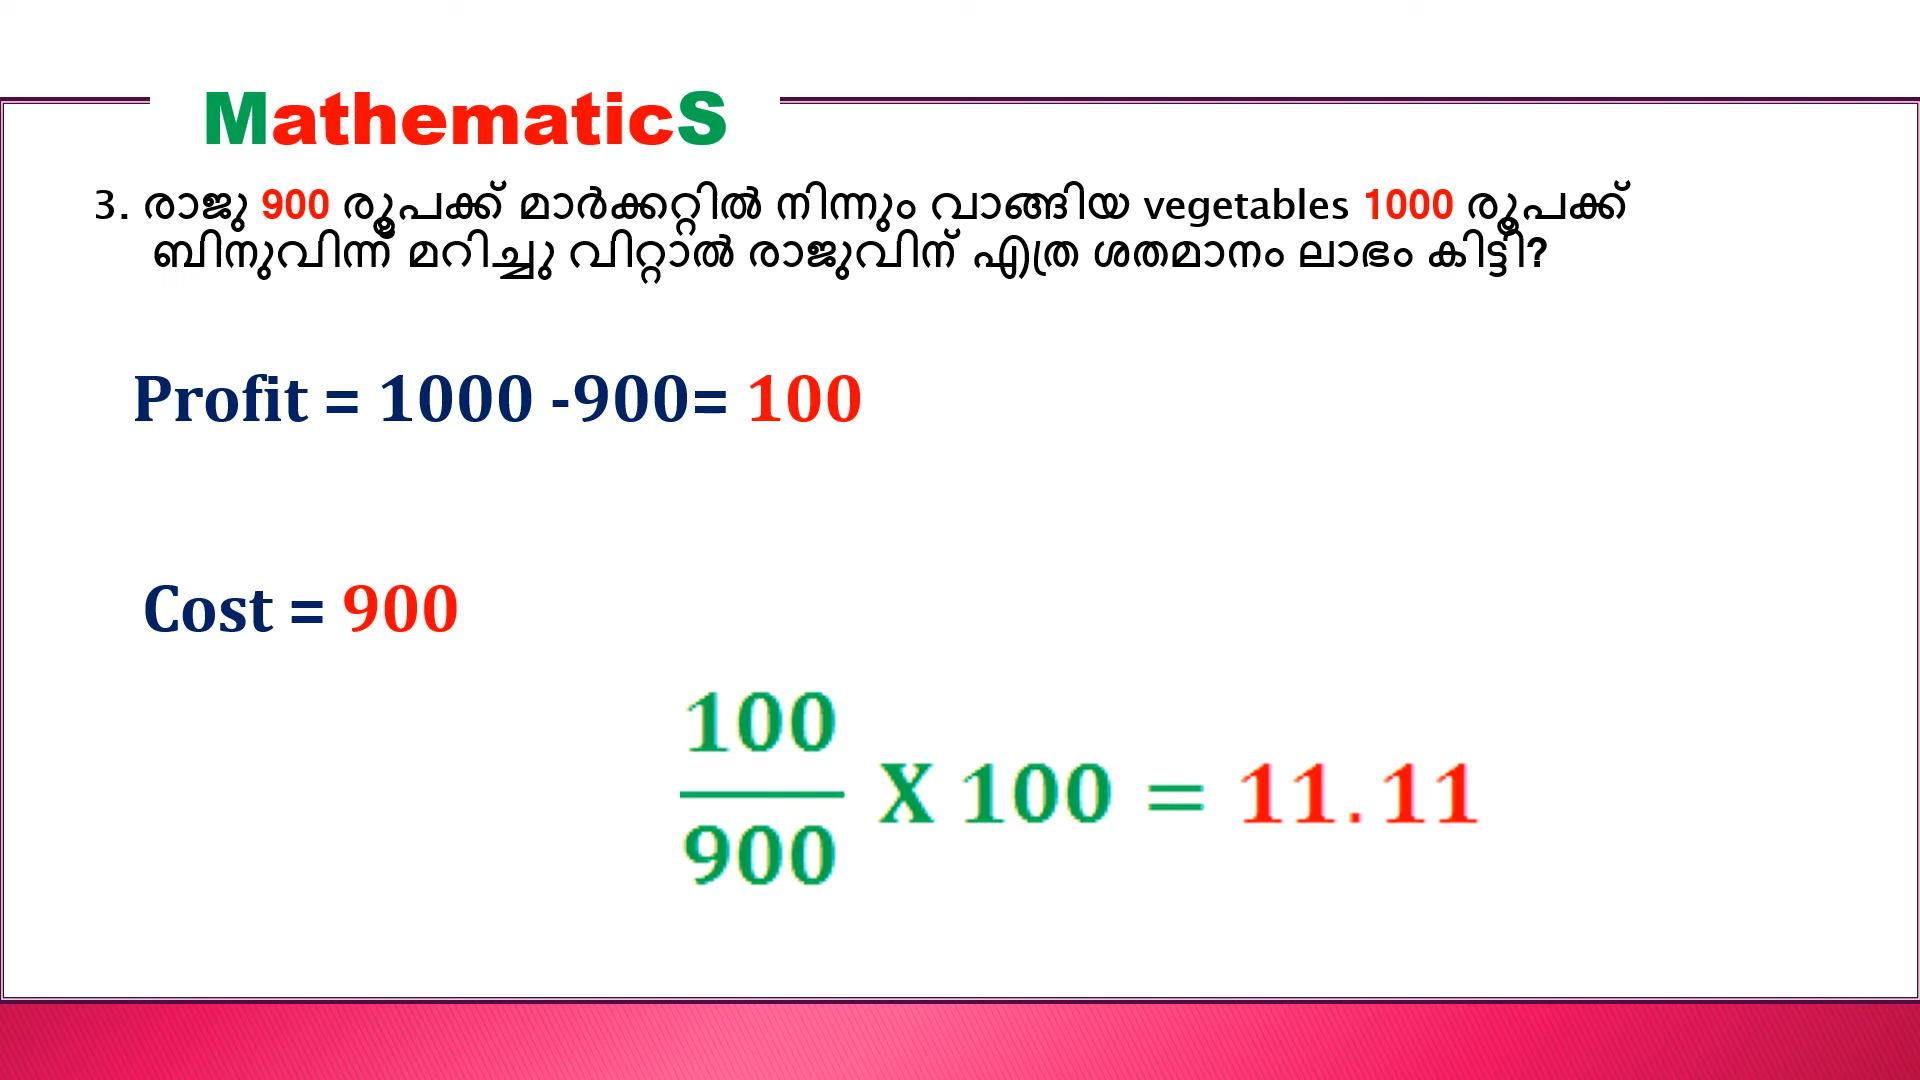 MathematicS
3. രാജു 900 രൂപക്ക് മാർക്കറ്റിൽ നിന്നും വാങ്ങിയ vegetables 1000 രൂപക്ക്
ബിനുവിന്ന് മറിച്ചു വിറ്റാൽ രാജുവിന് എത്ര ശതമാനം ലാഭം കിട്ടി?
Profit = 1000 -900= 100
Cost = 900
100
900
X 100 = 11.11